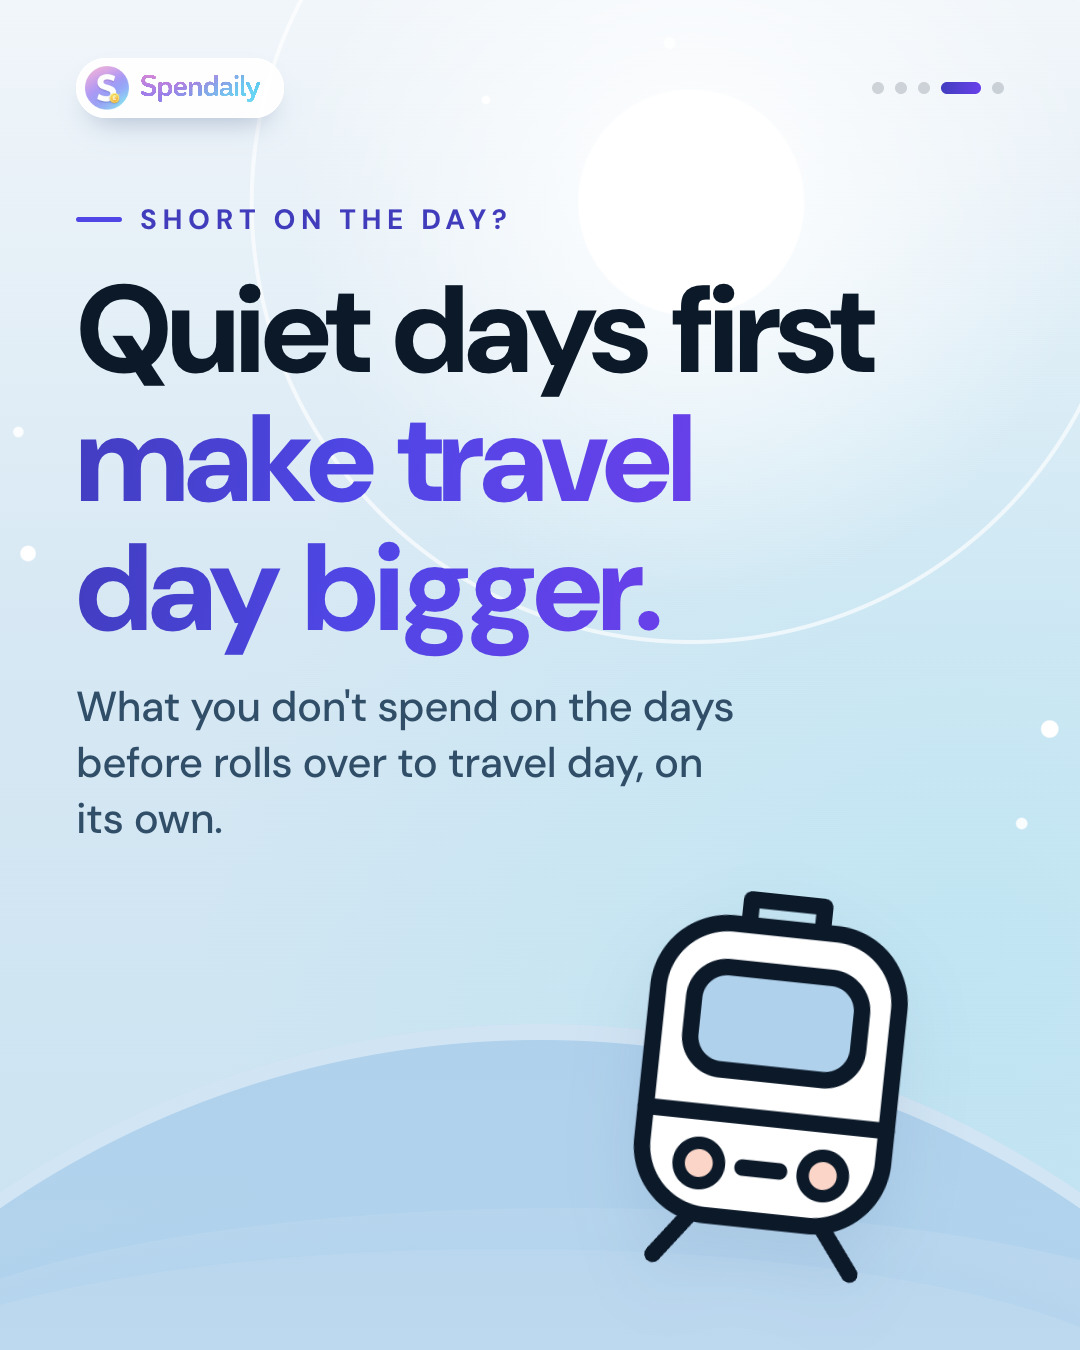 Spendaily
SHORT ON THE DAY?
Quiet days first
make travel
day bigger.
What you don't spend on the days
before rolls over to travel day, on
its own.